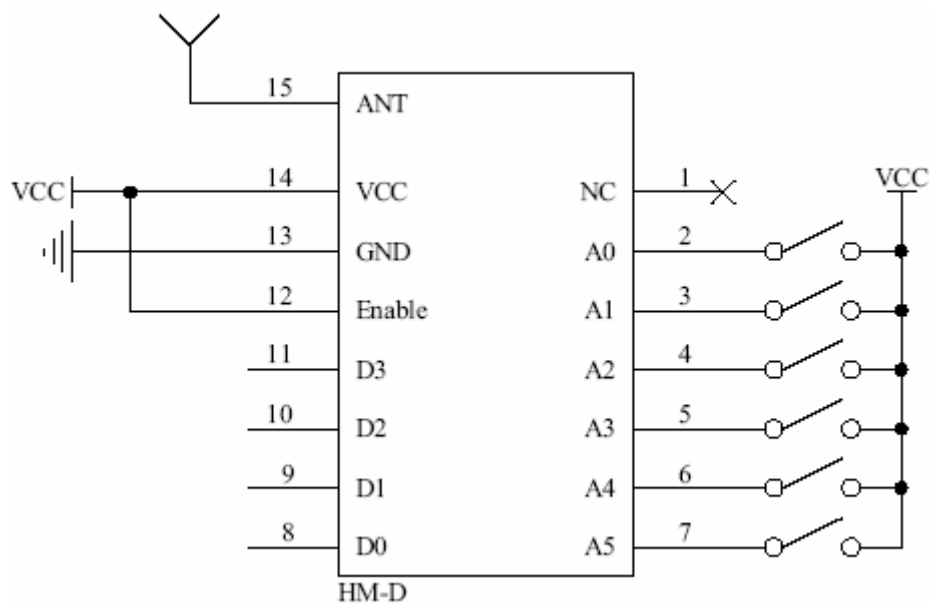 15 ANT
VCC 14 VCC NC 1 VCC
13 GND A0 2
12 Enable A1 3
11 D3 A2 4
10 D2 A3 5
9 D1 A4 6
8 D0 A5 7
HM-D